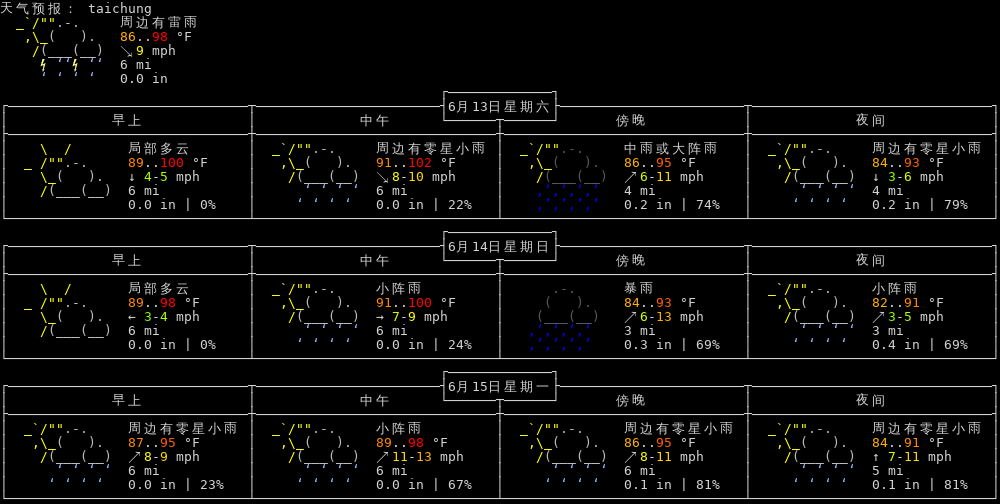 天气预报: taichung
周边有雷雨
86..98 °F
↘9 mph
6 mi
0.0 in
6月13日星期六
早上 中午 傍晚 夜间
局部多云 周边有零星小雨 中雨或大阵雨 周边有零星小雨
89..100 °F 91..102 °F 86..95 °F 84..93 °F
↓ 4-5 mph ↘8-10 mph ↗6-11 mph ↓ 3-6 mph
6 mi 6 mi 4 mi 4 mi
0.0 in | 0% 0.0 in | 22% 0.2 in | 74% 0.2 in | 79%
6月14日星期日
早上 中午 傍晚 夜间
局部多云 小阵雨 暴雨 小阵雨
89..98 °F 91..100 °F 84..93 °F 82..91 °F
← 3-4 mph → 7-9 mph ↗6-13 mph ↗3-5 mph
6 mi 6 mi 3 mi 3 mi
0.0 in | 0% 0.0 in | 24% 0.3 in | 69% 0.4 in | 69%
6月15日星期一
早上 中午 傍晚 夜间
周边有零星小雨 小阵雨 周边有零星小雨 周边有零星小雨
87..95 °F 89..98 °F 86..95 °F 84..91 °F
↗8-9 mph ↗11-13 mph ↗8-11 mph ↑ 7-11 mph
6 mi 6 mi 6 mi 5 mi
0.0 in | 23% 0.0 in | 67% 0.1 in | 81% 0.1 in | 81%